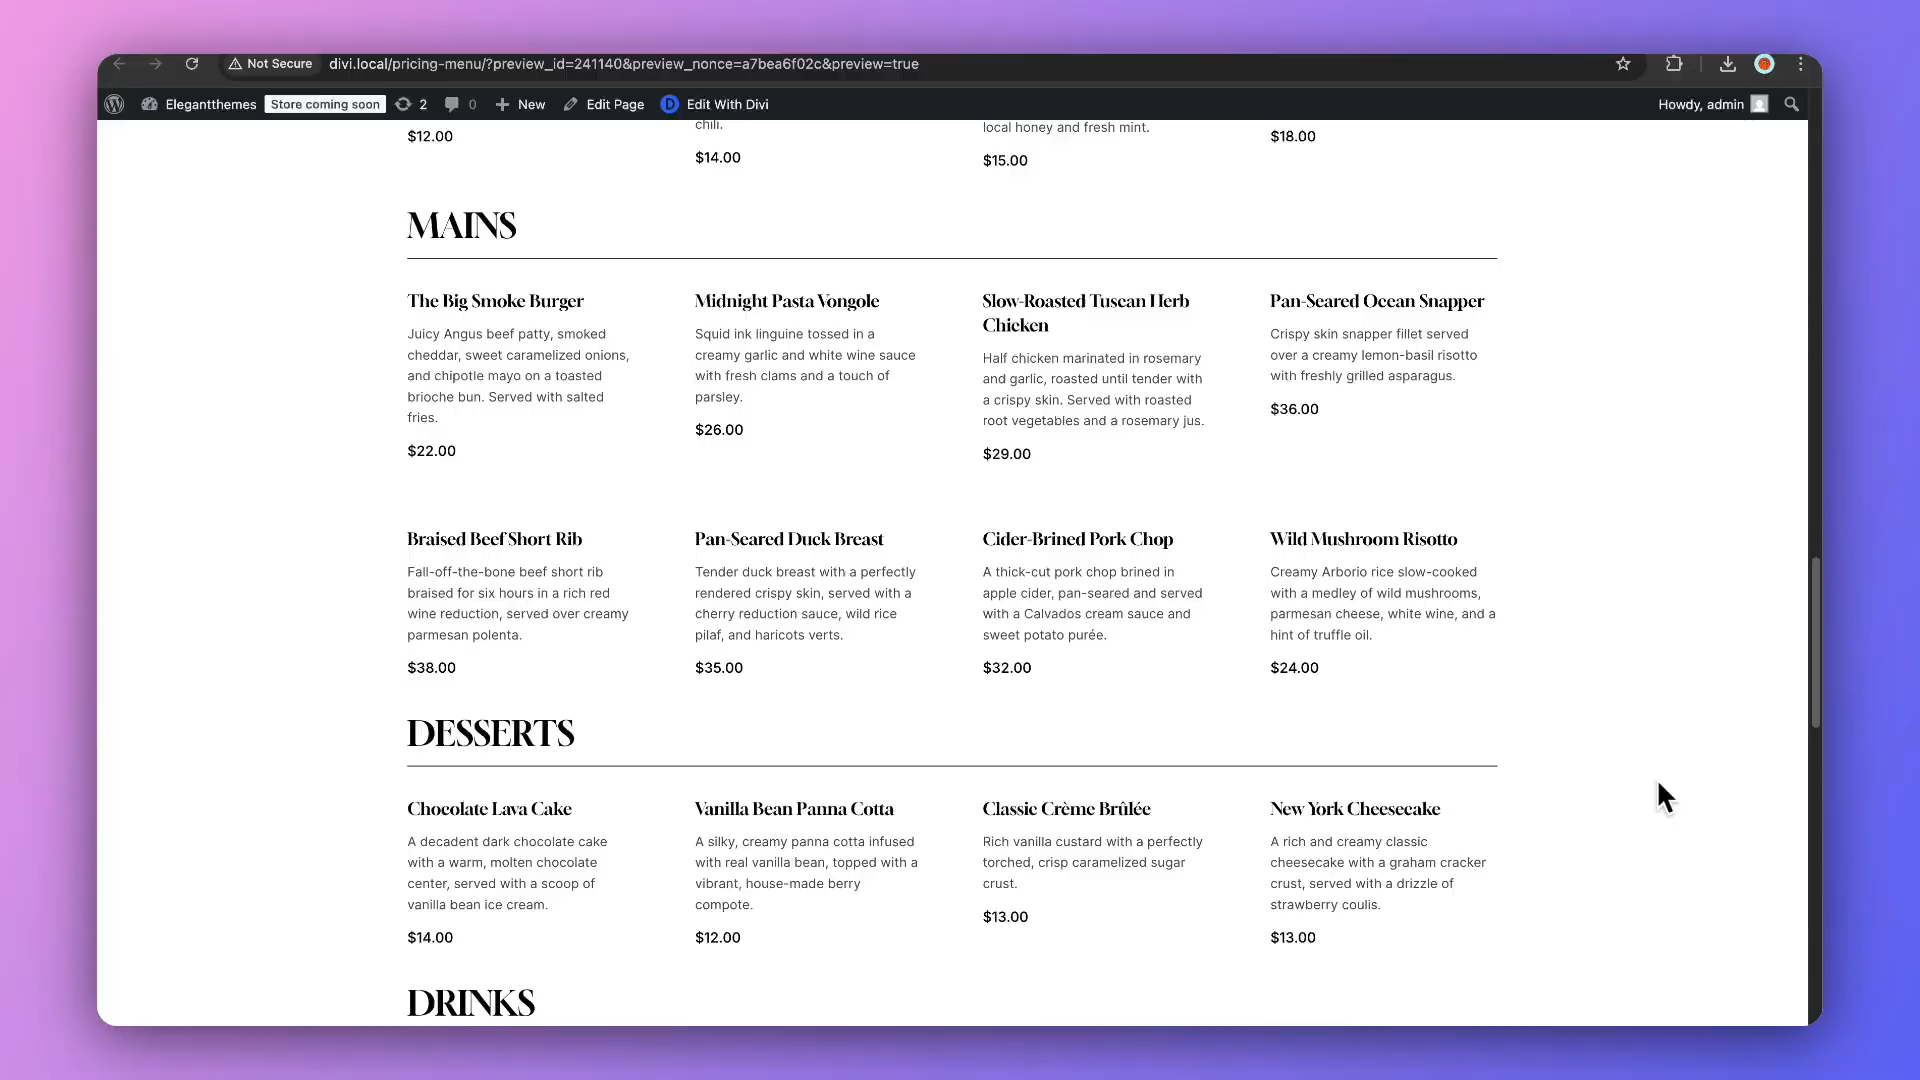 Not Secure divi.local/pricing-menu/?preview_id=241140&preview_nonce=a7bea6f02c&preview=true
Elegantthemes Store coming soon 2 0 New Edit Page D Edit With Divi Howdy, admin
chili.
local honey and fresh mint.
$12.00
$14.00
$15.00
$18.00
MAINS
The Big Smoke Burger
Juicy Angus beef patty, smoked
cheddar, sweet caramelized onions,
and chipotle mayo on a toasted
brioche bun. Served with salted
fries.
$22.00
Midnight Pasta Vongole
Squid ink linguine tossed in a
creamy garlic and white wine sauce
with fresh clams and a touch of
parsley.
$26.00
Slow-Roasted Tuscan Herb
Chicken
Half chicken marinated in rosemary
and garlic, roasted until tender with
a crispy skin. Served with roasted
root vegetables and a rosemary jus.
$29.00
Pan-Seared Ocean Snapper
Crispy skin snapper fillet served
over a creamy lemon-basil risotto
with freshly grilled asparagus.
$36.00
Braised Beef Short Rib
Fall-off-the-bone beef short rib
braised for six hours in a rich red
wine reduction, served over creamy
parmesan polenta.
$38.00
Pan-Seared Duck Breast
Tender duck breast with a perfectly
rendered crispy skin, served with a
cherry reduction sauce, wild rice
pilaf, and haricots verts.
$35.00
Cider-Brined Pork Chop
A thick-cut pork chop brined in
apple cider, pan-seared and served
with a Calvados cream sauce and
sweet potato purée.
$32.00
Wild Mushroom Risotto
Creamy Arborio rice slow-cooked
with a medley of wild mushrooms,
parmesan cheese, white wine, and a
hint of truffle oil.
$24.00
DESSERTS
Chocolate Lava Cake
A decadent dark chocolate cake
with a warm, molten chocolate
center, served with a scoop of
vanilla bean ice cream.
$14.00
Vanilla Bean Panna Cotta
A silky, creamy panna cotta infused
with real vanilla bean, topped with a
vibrant, house-made berry
compote.
$12.00
Classic Crème Brûlée
Rich vanilla custard with a perfectly
torched, crisp caramelized sugar
crust.
$13.00
New York Cheesecake
A rich and creamy classic
cheesecake with a graham cracker
crust, served with a drizzle of
strawberry coulis.
$13.00
DRINKS